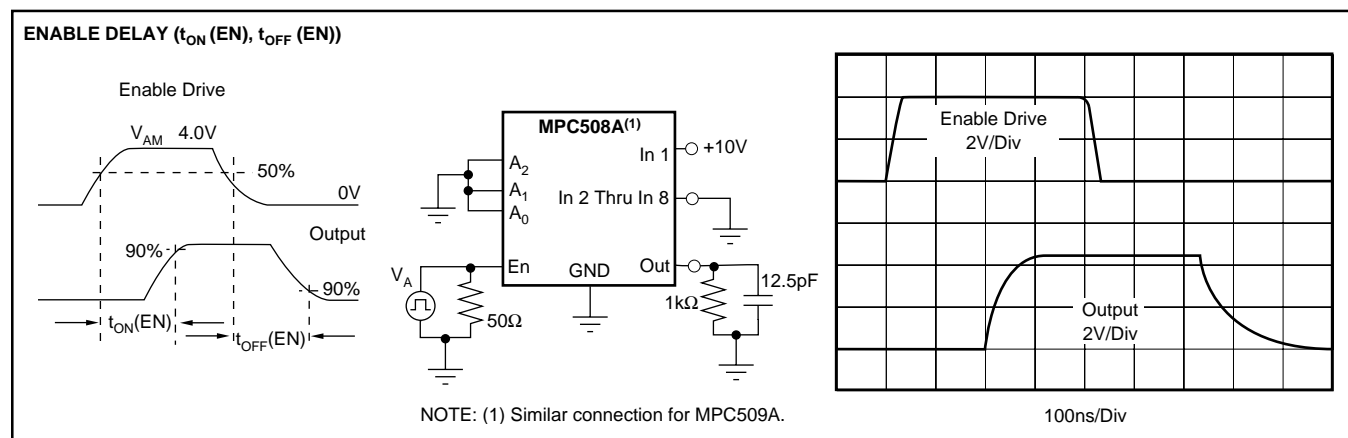 ENABLE DELAY (tON (EN), tOFF (EN))
Enable Drive
VAM 4.0V
50%
0V
Output
90%
90%
tON(EN)
tOFF(EN)
MPC508A(1)
A2
A1
A0
In 1
+10V
In 2 Thru In 8
En
GND
Out
VA
50Ω
1kΩ
12.5pF
NOTE: (1) Similar connection for MPC509A.
Enable Drive
2V/Div
Output
2V/Div
100ns/Div